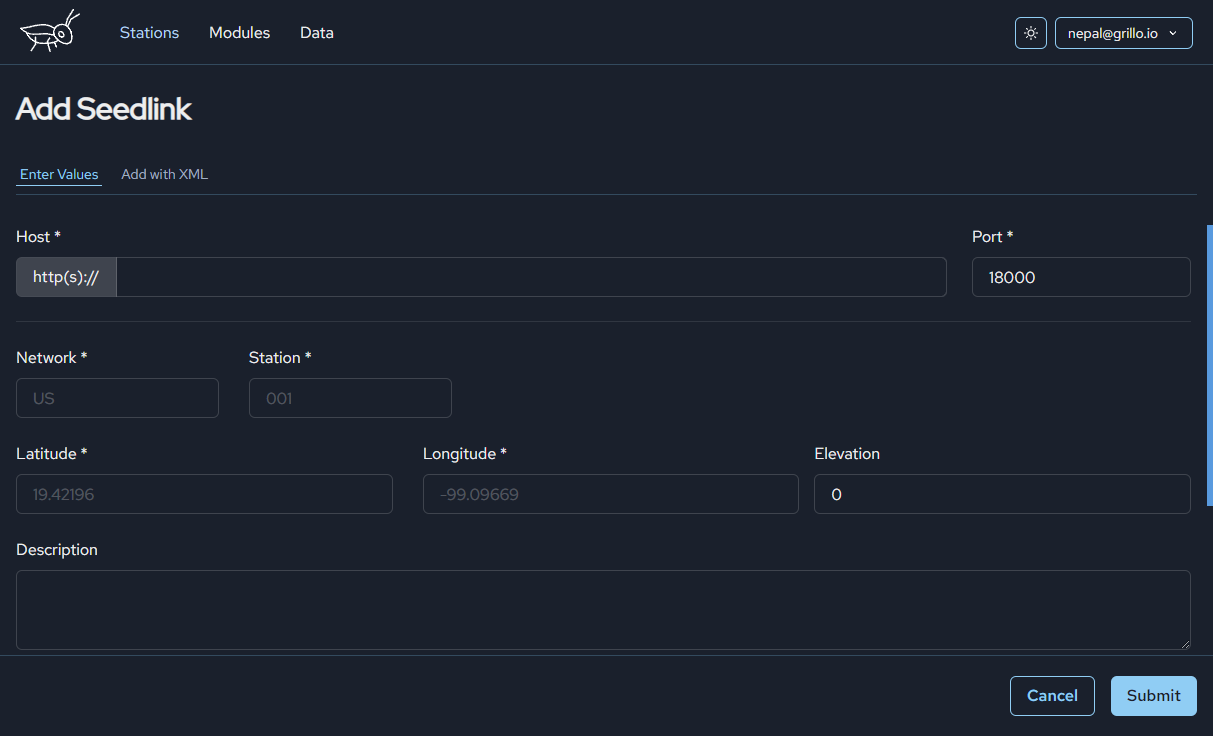 Stations Modules Data nepal@grillo.io
Add Seedlink
Enter Values Add with XML
Host * Port *
http(s):// 18000
Network * Station *
US 001
Latitude * Longitude * Elevation
19.42196 -99.09669 0
Description
Cancel Submit